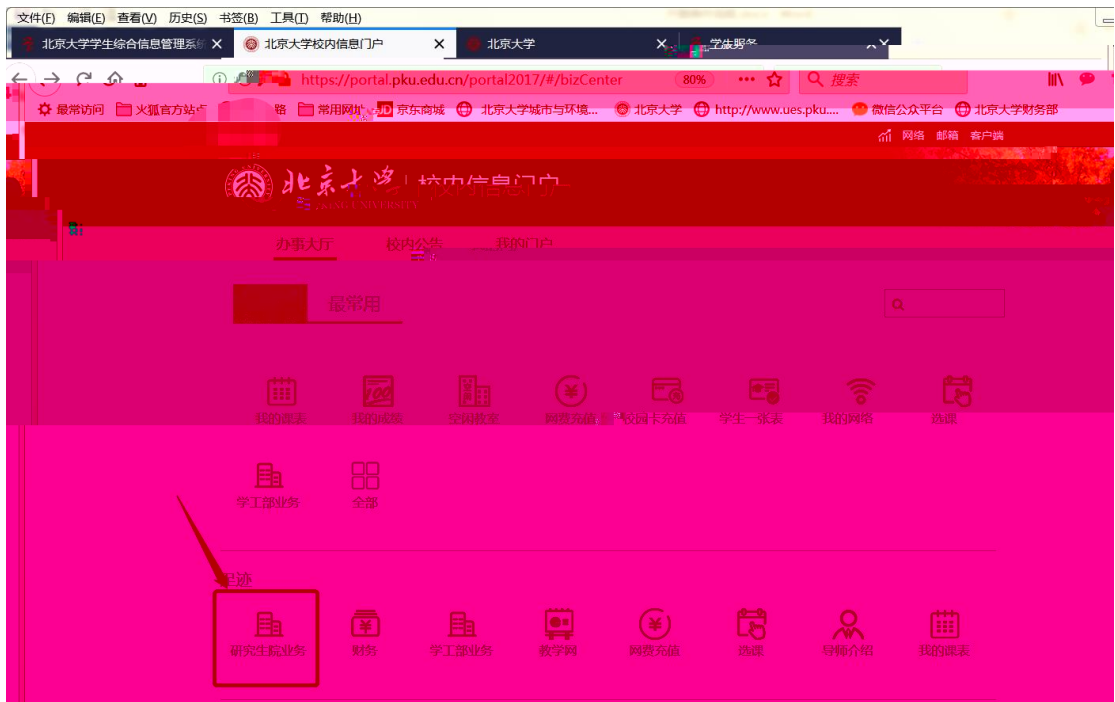 文件(F) 编辑(E) 查看(V) 历史(S) 书签(B) 工具(T) 帮助(H)
北京大学学生综合信息管理系统 北京大学校内信息门户 北京大学 学生服务
https://portal.pku.edu.cn/portal2017/#/bizCenter 80% 搜索
最常访问 火狐官方站点 常用网址 京东商城 北京大学城市与环境... 北京大学 http://www.ues.pku.... 微信公众平台 北京大学财务部
网络 邮箱 客户端
北京大学 校内信息门户
办事大厅 校内公告 我的门户
最常用
我的课表 我的成绩 空闲教室 网费充值 校园卡充值 学生一张表 我的网络 选课
学工部业务 全部
足迹
研究生院业务 财务 学工部业务 教学网 网费充值 选课 导师介绍 我的课表